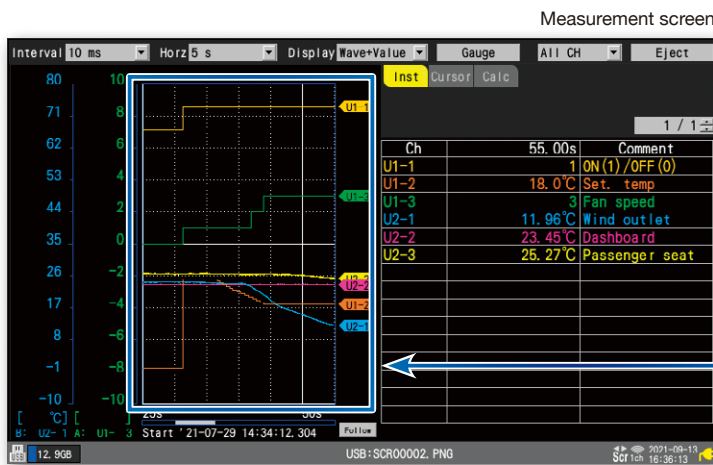 Measurement screen
Interval 10 ms Horz 5 s Display Wave+Value Gauge All CH Eject
Inst Cursor Calc
1 / 1
80 10
71 8
62 6
53 4
44 2
35 0
26 -2
17 -4
8 -6
-1 -8
-10 -10
[ °C] [ ]
B: U2- 1 A: U1- 3
U1-1
U1-3
U2-3
U2-2
U1-2
U2-1
25s 30s
Start '21-07-29 14:34:12.304 Follow
Ch 55.00s Comment
U1-1 1 ON(1)/OFF(0)
U1-2 18.0°C Set. temp
U1-3 3 Fan speed
U2-1 11.96°C Wind outlet
U2-2 23.45°C Dashboard
U2-3 26.27°C Passenger seat
USB 12.9GB USB:SCR00002.PNG Scr 1ch 2021-09-13
16:36:13